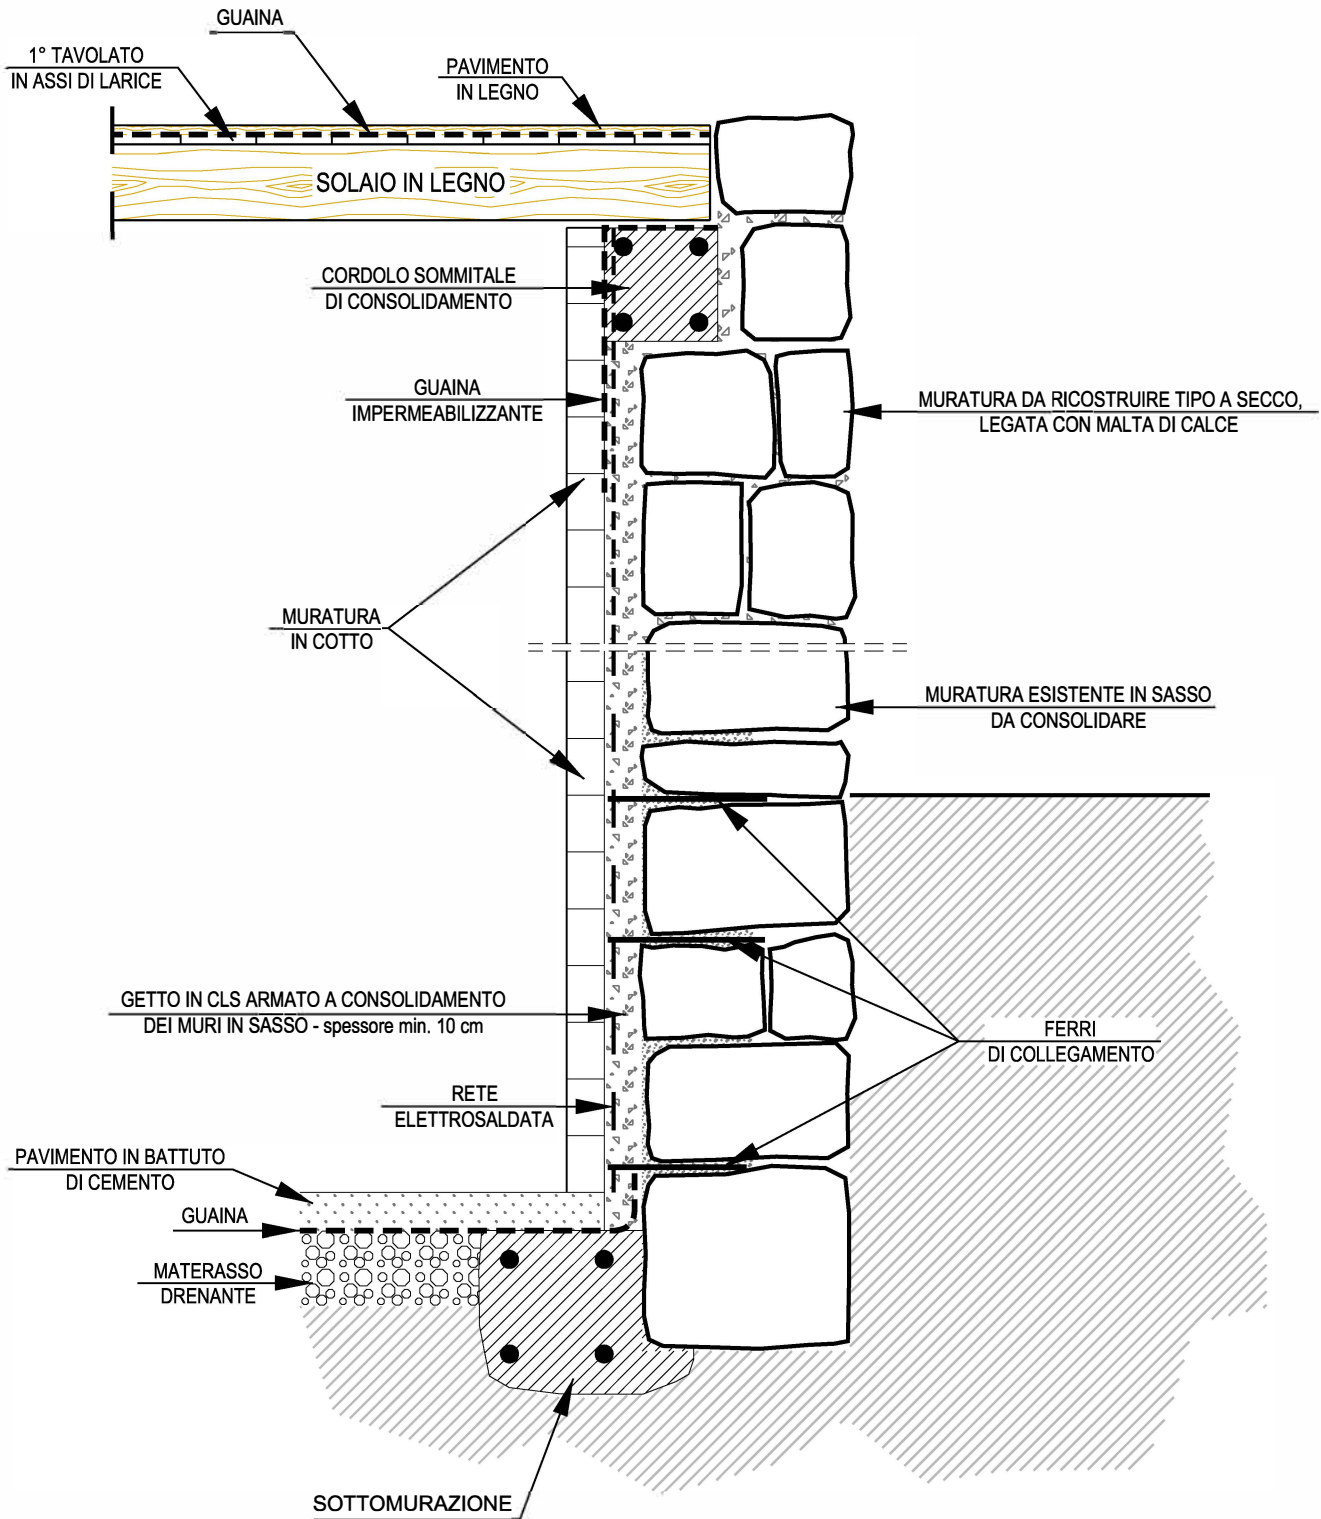 GUAINA
1° TAVOLATO
IN ASSI DI LARICE
PAVIMENTO
IN LEGNO
SOLAIO IN LEGNO
CORDOLO SOMMITALE
DI CONSOLIDAMENTO
GUAINA
IMPERMEABILIZZANTE
MURATURA DA RICOSTRUIRE TIPO A SECCO,
LEGATA CON MALTA DI CALCE
MURATURA
IN COTTO
MURATURA ESISTENTE IN SASSO
DA CONSOLIDARE
GETTO IN CLS ARMATO A CONSOLIDAMENTO
DEI MURI IN SASSO - spessore min. 10 cm
FERRI
DI COLLEGAMENTO
RETE
ELETTROSALDATA
PAVIMENTO IN BATTUTO
DI CEMENTO
GUAINA
MATERASSO
DRENANTE
SOTTOMURAZIONE